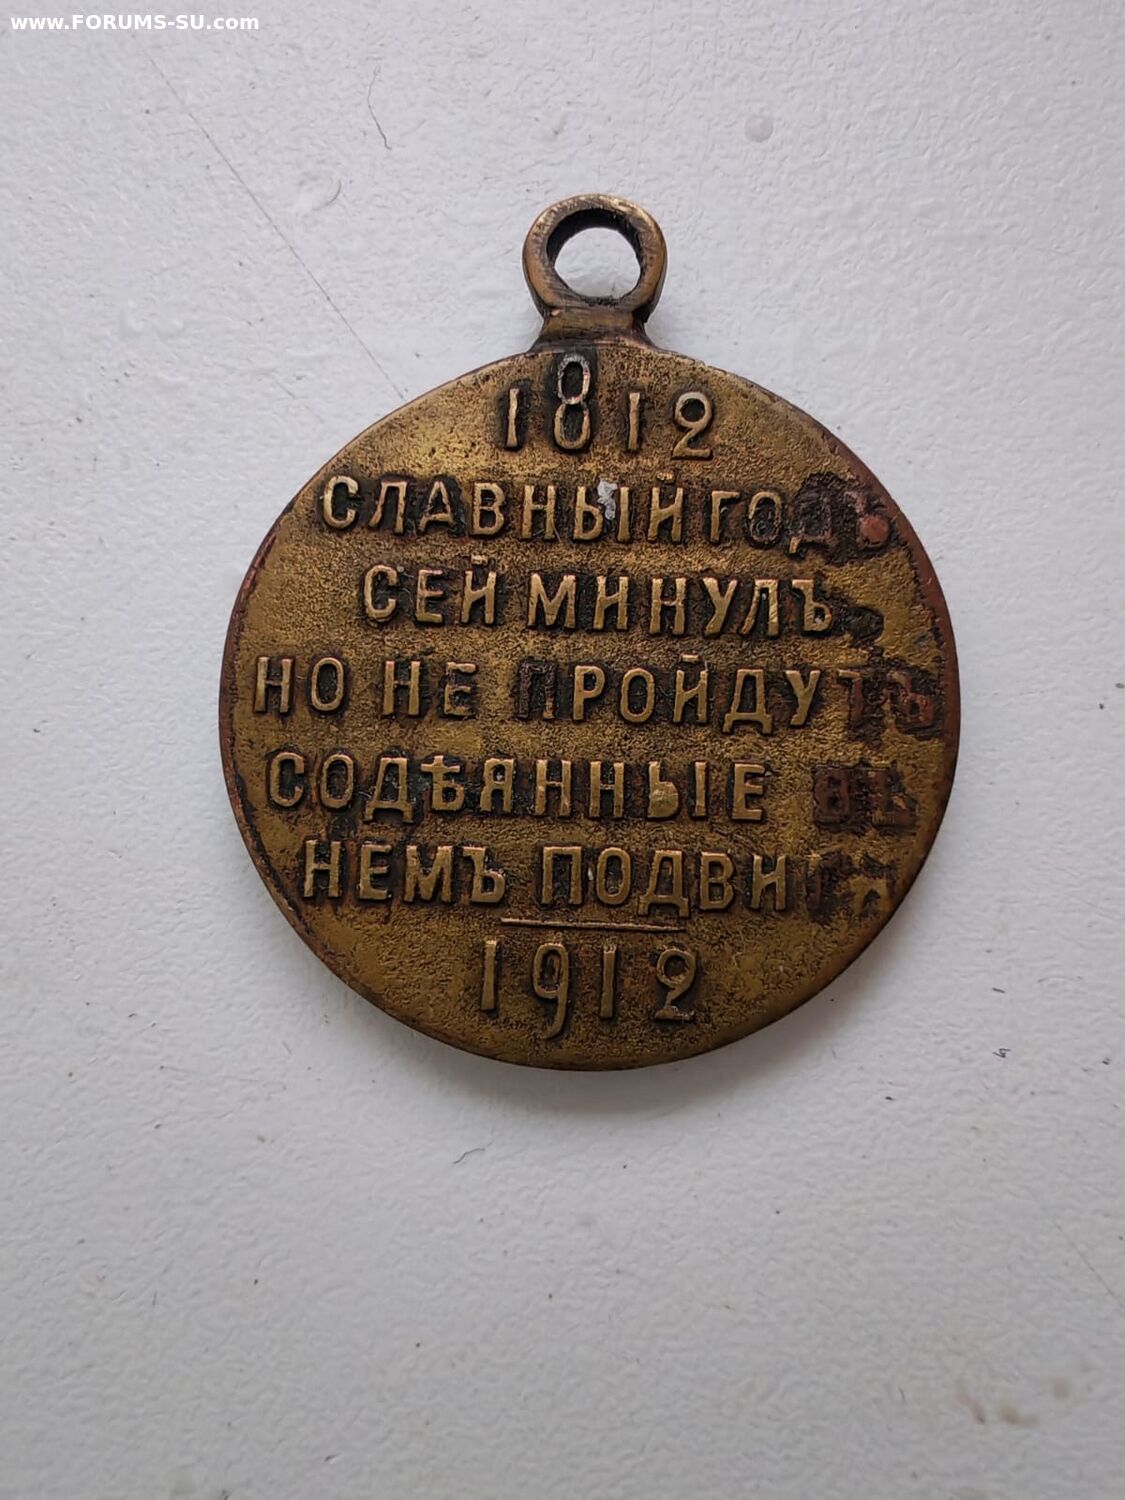 www.FORUMS-SU.com
1812
СЛАВНЫЙ ГОДЪ
СЕЙ МИНУЛЪ
НО НЕ ПРОЙДУТЪ
СОДѢЯННЫЕ ВЪ
НЕМЪ ПОДВИГИ
1912